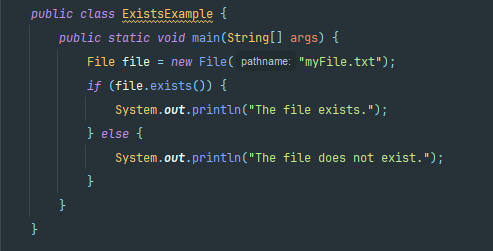 public class ExistsExample {
public static void main(String[] args) {
File file = new File( pathname: "myFile.txt");
if (file.exists()) {
System.out.println("The file exists.");
} else {
System.out.println("The file does not exist.");
}
}
}